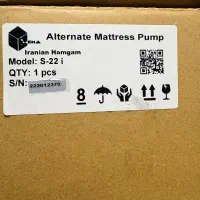 Alternate Mattress Pump
Iranian Hamgam
Model: S-22 i
QTY: 1 pcs
S/N:
8